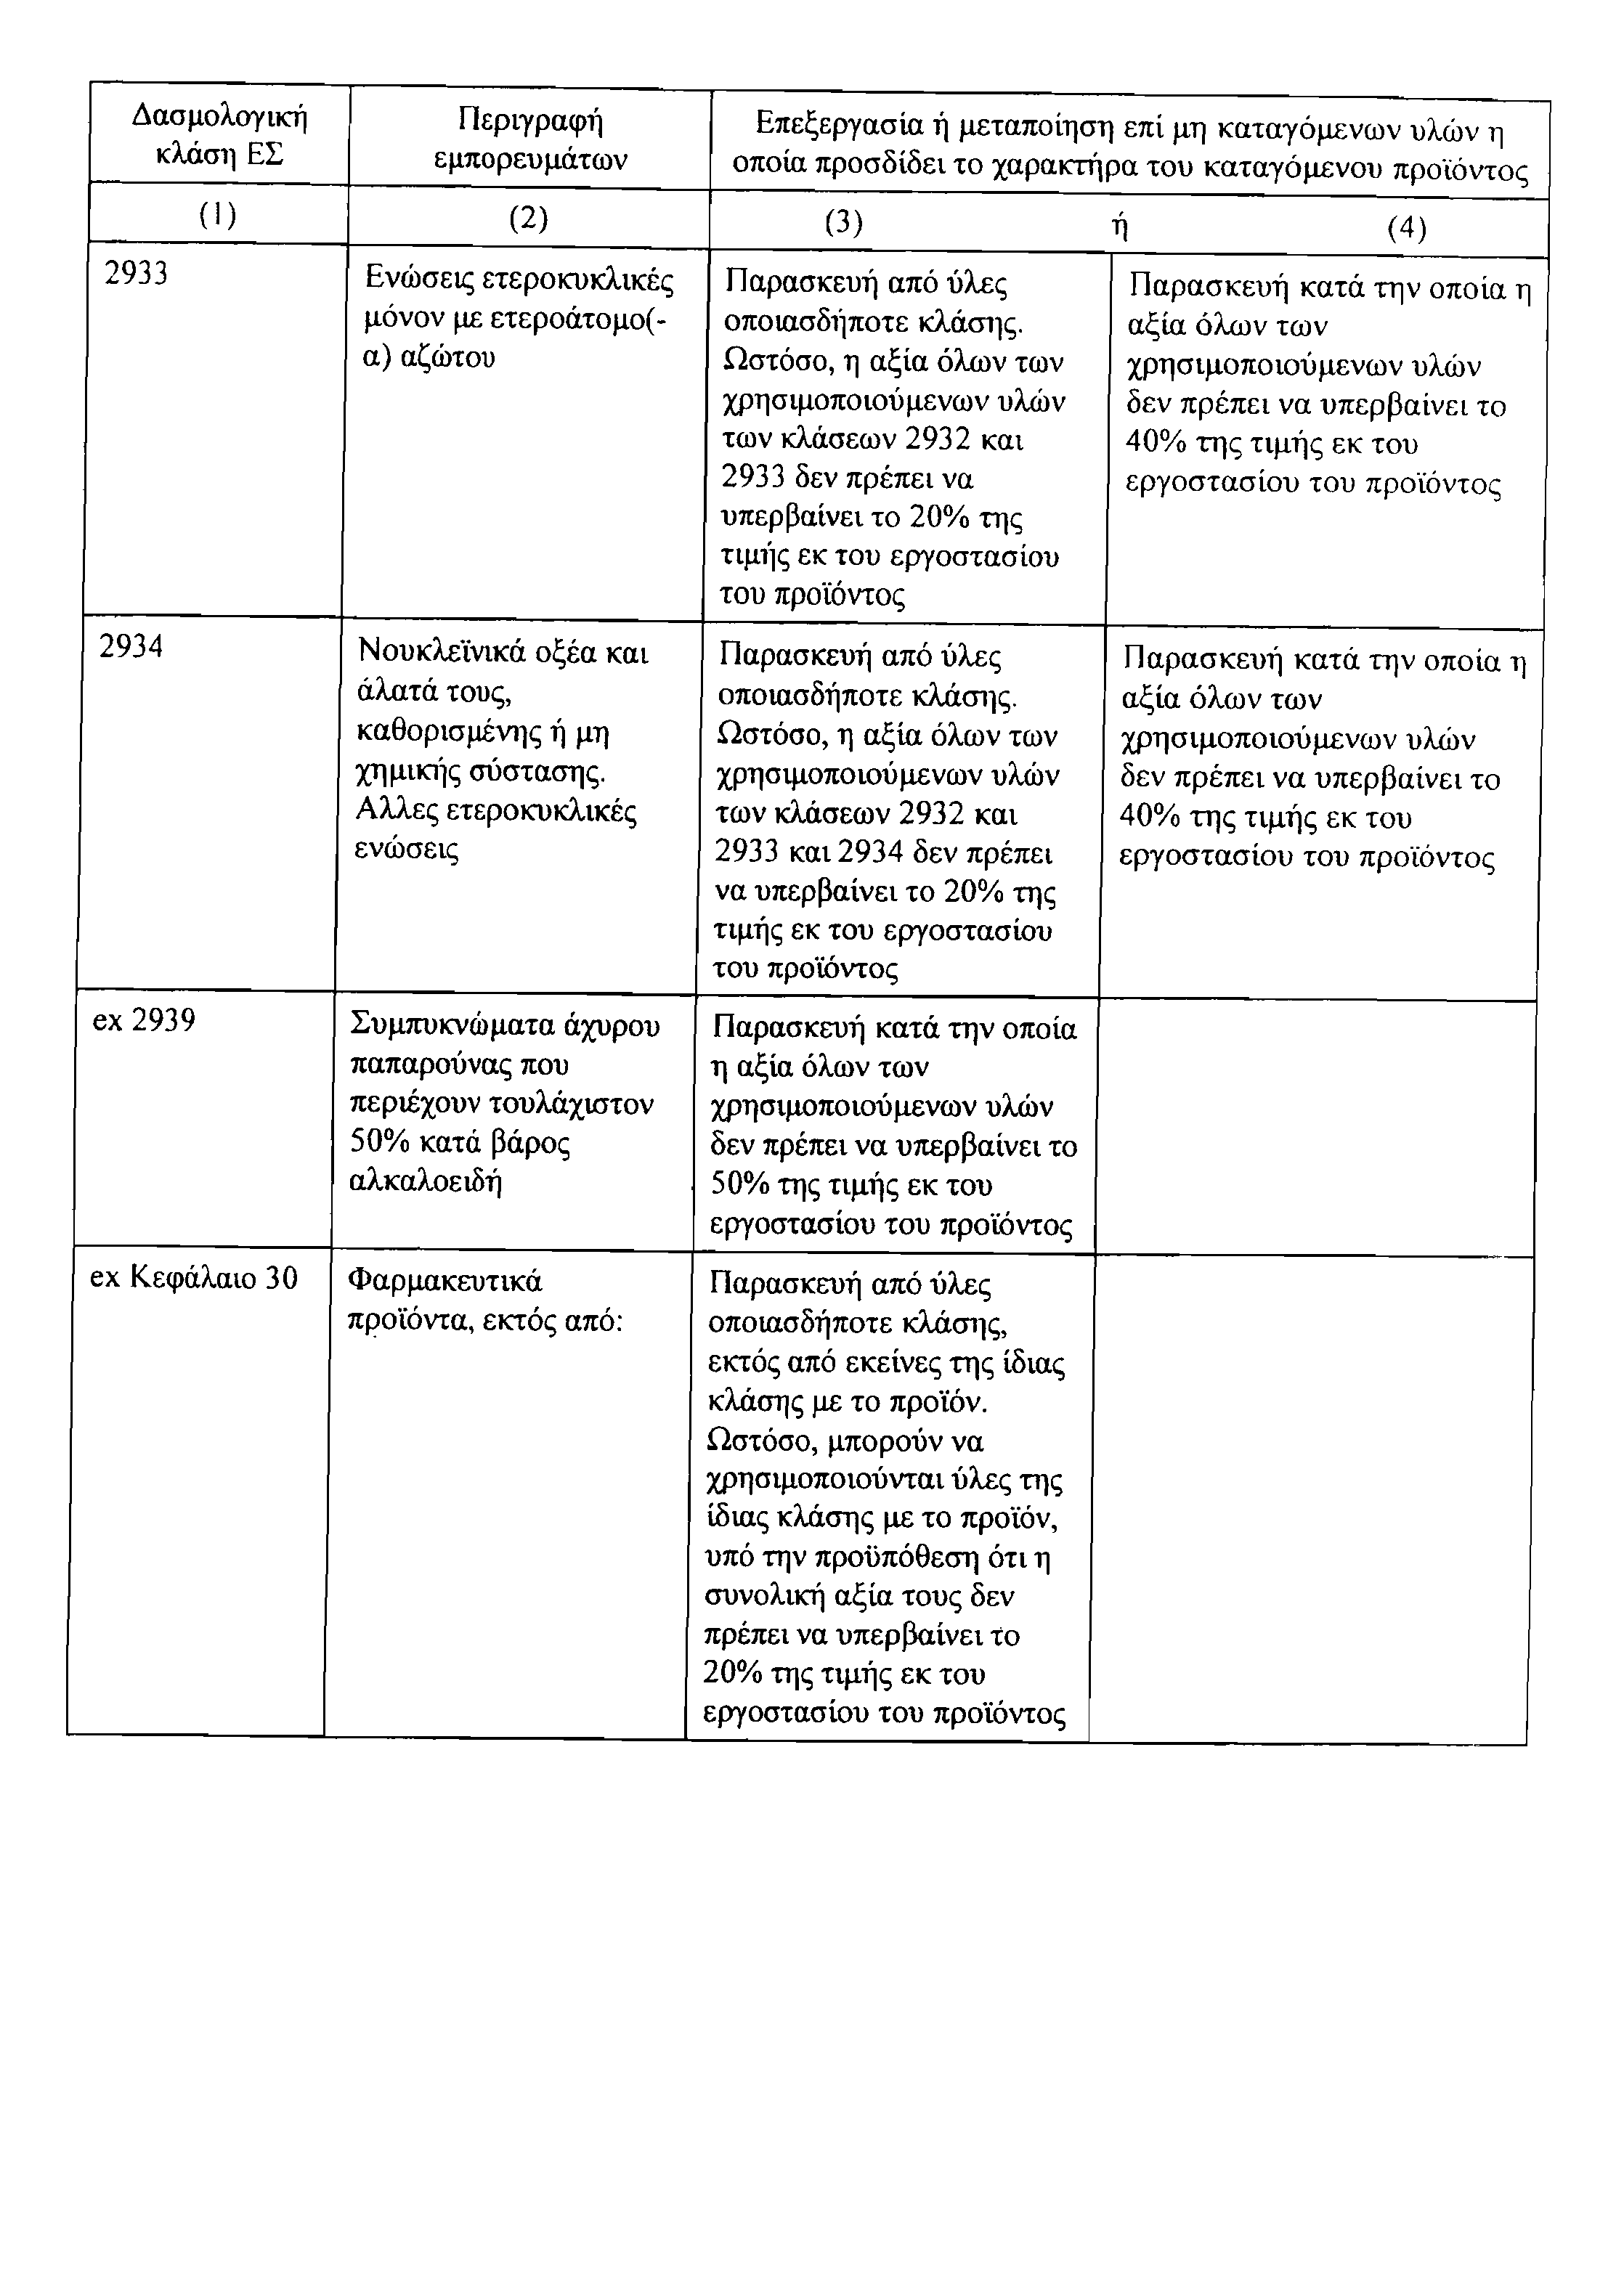 Δασμολογική
κλάση ΕΣ
Περιγραφή
εμπορευμάτων
Επεξεργασία ή μεταποίηση επί μη καταγόμενων υλών η
οποία προσδίδει το χαρακτήρα του καταγόμενου προϊόντος
(1)
(2)
(3)
ή
(4)
2933
Ενώσεις ετεροκυκλικές
μόνον με ετεροάτομο(-
α) αζώτου
Παρασκευή από ύλες
οποιασδήποτε κλάσης.
Ωστόσο, η αξία όλων των
χρησιμοποιούμενων υλών
των κλάσεων 2932 και
2933 δεν πρέπει να
υπερβαίνει το 20% της
τιμής εκ του εργοστασίου
του προϊόντος
Παρασκευή κατά την οποία η
αξία όλων των
χρησιμοποιούμενων υλών
δεν πρέπει να υπερβαίνει το
40% της τιμής εκ του
εργοστασίου του προϊόντος
2934
Νουκλεϊνικά οξέα και
άλατά τους,
καθορισμένης ή μη
χημικής σύστασης.
Αλλες ετεροκυκλικές
ενώσεις
Παρασκευή από ύλες
οποιασδήποτε κλάσης.
Ωστόσο, η αξία όλων των
χρησιμοποιούμενων υλών
των κλάσεων 2932 και
2933 και 2934 δεν πρέπει
να υπερβαίνει το 20% της
τιμής εκ του εργοστασίου
του προϊόντος
Παρασκευή κατά την οποία η
αξία όλων των
χρησιμοποιούμενων υλών
δεν πρέπει να υπερβαίνει το
40% της τιμής εκ του
εργοστασίου του προϊόντος
ex 2939
Συμπυκνώματα άχυρου
παπαρούνας που
περιέχουν τουλάχιστον
50% κατά βάρος
αλκαλοειδή
Παρασκευή κατά την οποία
η αξία όλων των
χρησιμοποιούμενων υλών
δεν πρέπει να υπερβαίνει το
50% της τιμής εκ του
εργοστασίου του προϊόντος
ex Κεφάλαιο 30
Φαρμακευτικά
προϊόντα, εκτός από:
Παρασκευή από ύλες
οποιασδήποτε κλάσης,
εκτός από εκείνες της ίδιας
κλάσης με το προϊόν.
Ωστόσο, μπορούν να
χρησιμοποιούνται ύλες της
ίδιας κλάσης με το προϊόν,
υπό την προϋπόθεση ότι η
συνολική αξία τους δεν
πρέπει να υπερβαίνει το
20% της τιμής εκ του
εργοστασίου του προϊόντος